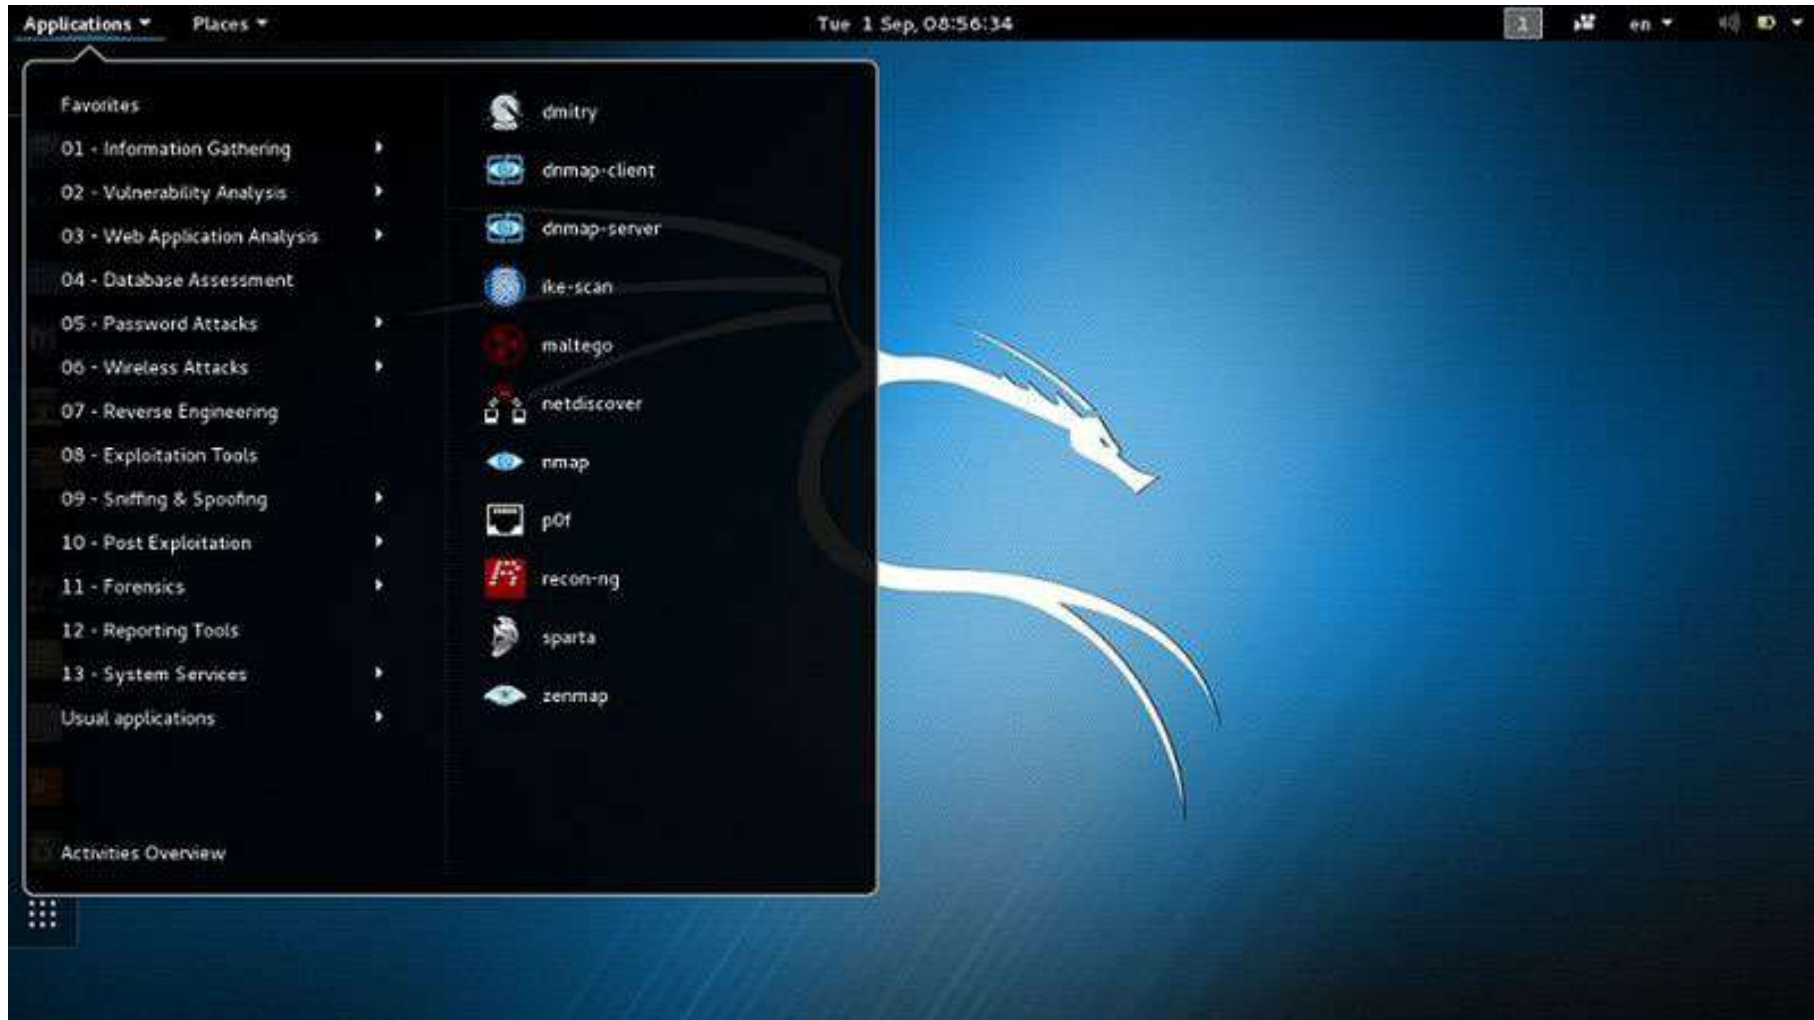 Applications Places Tue 1 Sep, 08:56:34 1 en
Favorites
01 - Information Gathering
02 - Vulnerability Analysis
03 - Web Application Analysis
04 - Database Assessment
05 - Password Attacks
06 - Wireless Attacks
07 - Reverse Engineering
08 - Exploitation Tools
09 - Sniffing & Spoofing
10 - Post Exploitation
11 - Forensics
12 - Reporting Tools
13 - System Services
Usual applications
Activities Overview
dmitry
dnmap-client
dnmap-server
ike-scan
maltego
netdiscover
nmap
p0f
recon-ng
sparta
zenmap